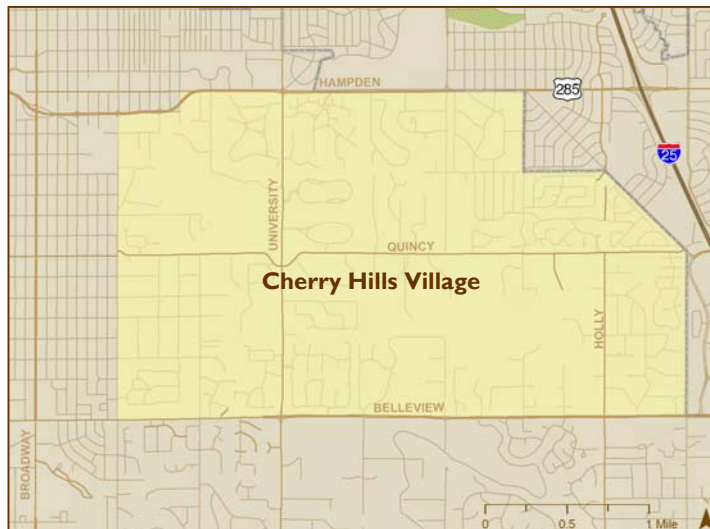 HAMPDEN
285
25
UNIVERSITY
QUINCY
Cherry Hills Village
HOLLY
BELLEVIEW
BROADWAY
0 0.5 1 Mile